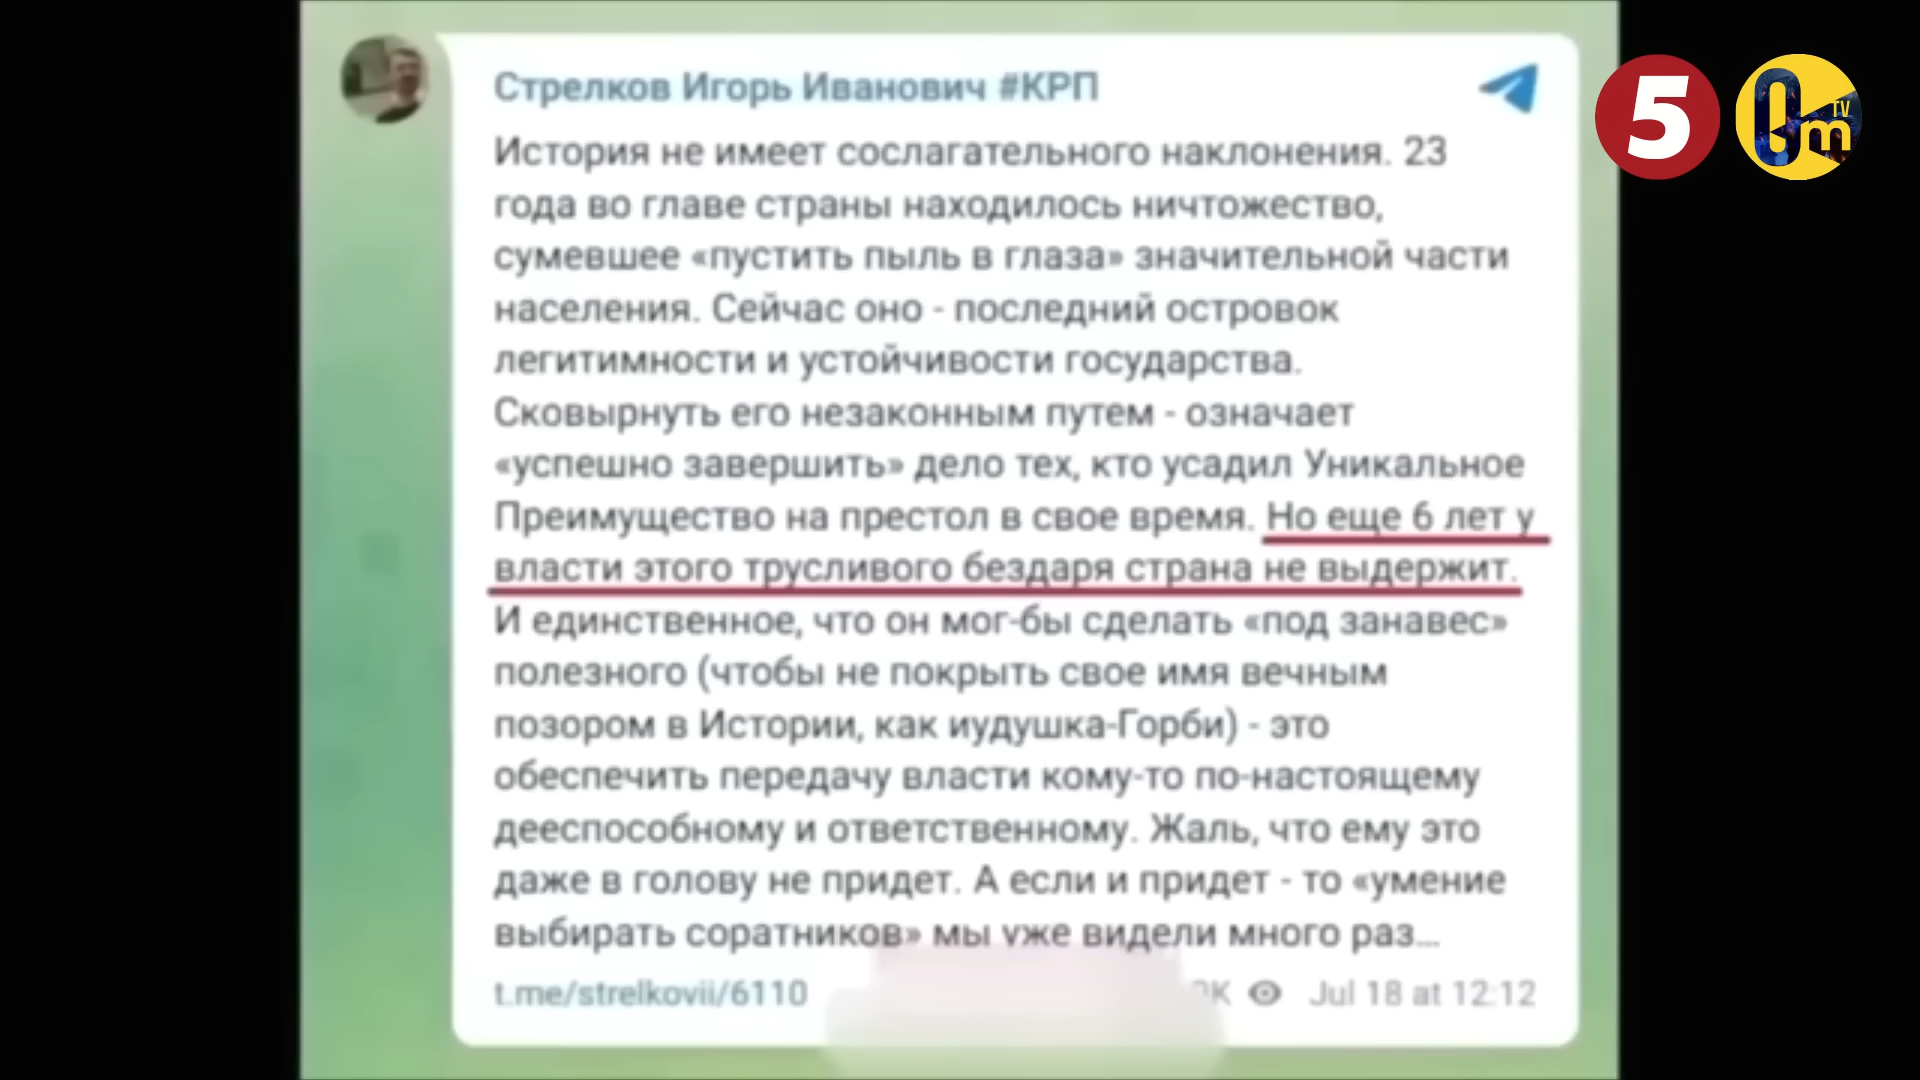 Стрелков Игорь Иванович #КРП
История не имеет сослагательного наклонения. 23
года во главе страны находилось ничтожество,
сумевшее «пустить пыль в глаза» значительной части
населения. Сейчас оно - последний островок
легитимности и устойчивости государства.
Сковырнуть его незаконным путем - означает
«успешно завершить» дело тех, кто усадил Уникальное
Преимущество на престол в свое время. Но еще 6 лет у
власти этого трусливого бездаря страна не выдержит.
И единственное, что он мог-бы сделать «под занавес»
полезного (чтобы не покрыть свое имя вечным
позором в Истории, как иудушка-Горби) - это
обеспечить передачу власти кому-то по-настоящему
дееспособному и ответственному. Жаль, что ему это
даже в голову не придет. А если и придет - то «умение
выбирать соратников» мы уже видели много раз...
t.me/strelkovii/6110 Jul 18 at 12:12
5
Om TV